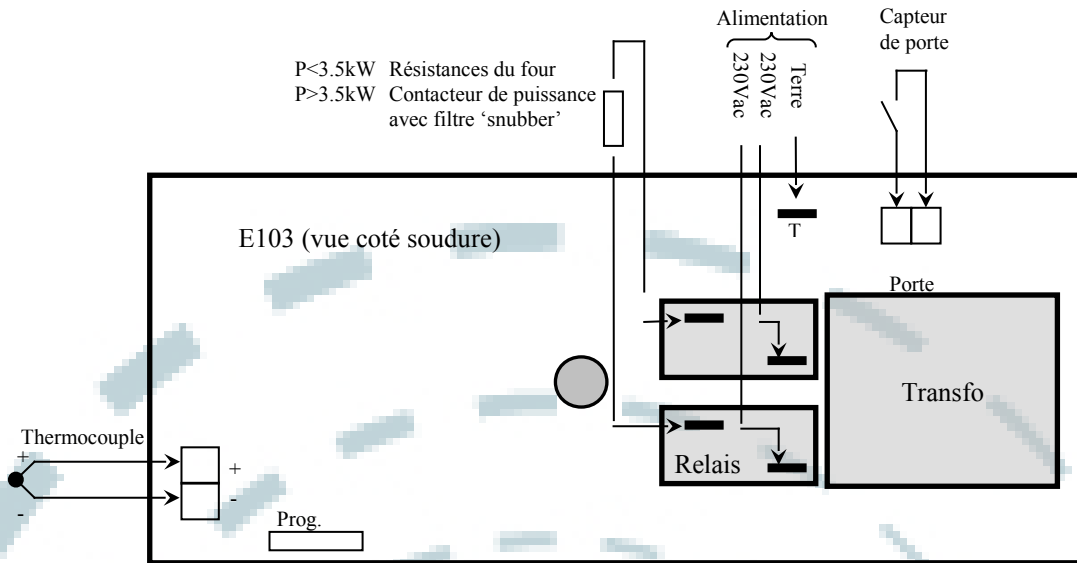 Alimentation
Capteur
de porte
P<3.5kW Résistances du four
P>3.5kW Contacteur de puissance
avec filtre ‘snubber’
230Vac
230Vac
Terre
E103 (vue coté soudure)
T
Porte
Transfo
Thermocouple
+
-
+
-
Relais
Prog.